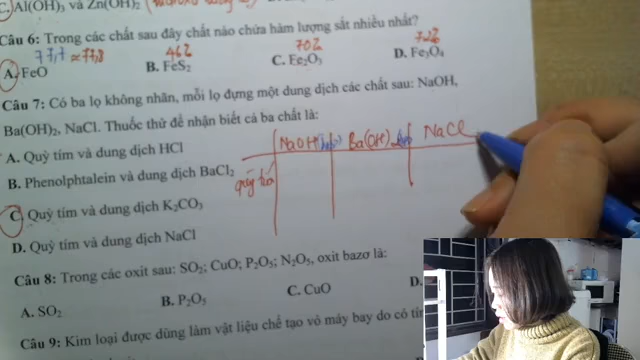 C. Al(OH)₃ và Zn(OH)₂
Câu 6: Trong các chất sau đây chất nào chứa hàm lượng sắt nhiều nhất?
77,7 ≈ 77,8 46% 70% 72%
A. FeO B. FeS₂ C. Fe₂O₃ D. Fe₃O₄
Câu 7: Có ba lọ không nhãn, mỗi lọ đựng một dung dịch các chất sau: NaOH,
Ba(OH)₂, NaCl. Thuốc thử để nhận biết cả ba chất là:
NaOH Ba(OH)₂ NaCl
A. Quỳ tím và dung dịch HCl
B. Phenolphtalein và dung dịch BaCl₂
quỳ tím
C. Quỳ tím và dung dịch K₂CO₃
D. Quỳ tím và dung dịch NaCl
Câu 8: Trong các oxit sau: SO₂; CuO; P₂O₅; N₂O₅, oxit bazơ là:
A. SO₂ B. P₂O₅ C. CuO D.
Câu 9: Kim loại được dùng làm vật liệu chế tạo vỏ máy bay do có